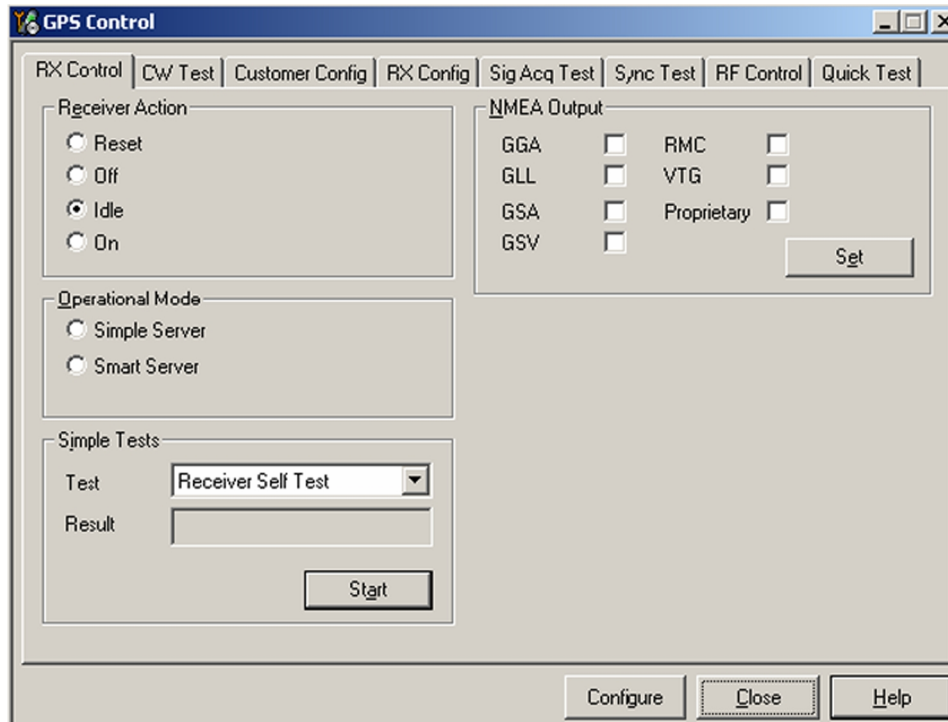 GPS Control
RX Control
CW Test
Customer Config
RX Config
Sig Acq Test
Sync Test
RF Control
Quick Test
Receiver Action
Reset
Off
Idle
On
Operational Mode
Simple Server
Smart Server
Simple Tests
Test
Receiver Self Test
Result
Start
NMEA Output
GGA
RMC
GLL
VTG
GSA
Proprietary
GSV
Set
Configure
Close
Help